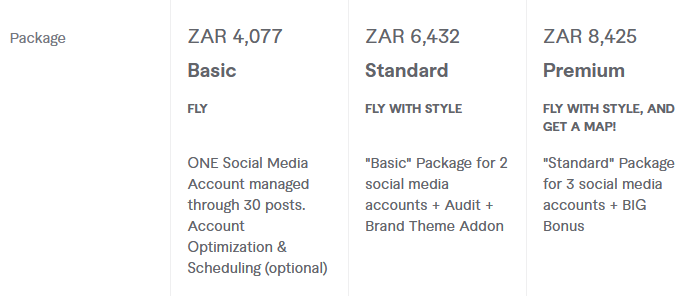 Package
ZAR 4,077
Basic
FLY
ONE Social Media
Account managed
through 30 posts.
Account
Optimization &
Scheduling (optional)
ZAR 6,432
Standard
FLY WITH STYLE
"Basic" Package for 2
social media
accounts + Audit +
Brand Theme Addon
ZAR 8,425
Premium
FLY WITH STYLE, AND
GET A MAP!
"Standard" Package
for 3 social media
accounts + BIG
Bonus